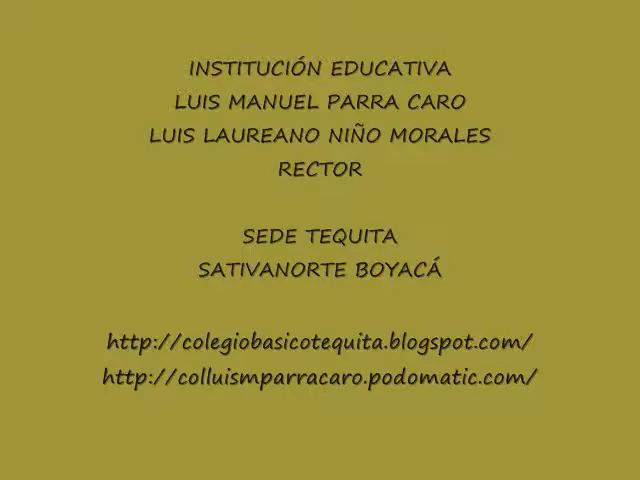 INSTITUCIÓN EDUCATIVA
LUIS MANUEL PARRA CARO
LUIS LAUREANO NIÑO MORALES
RECTOR
SEDE TEQUITA
SATIVANORTE BOYACÁ
http://colegiobasicotequita.blogspot.com/
http://colluismparracaro.podomatic.com/